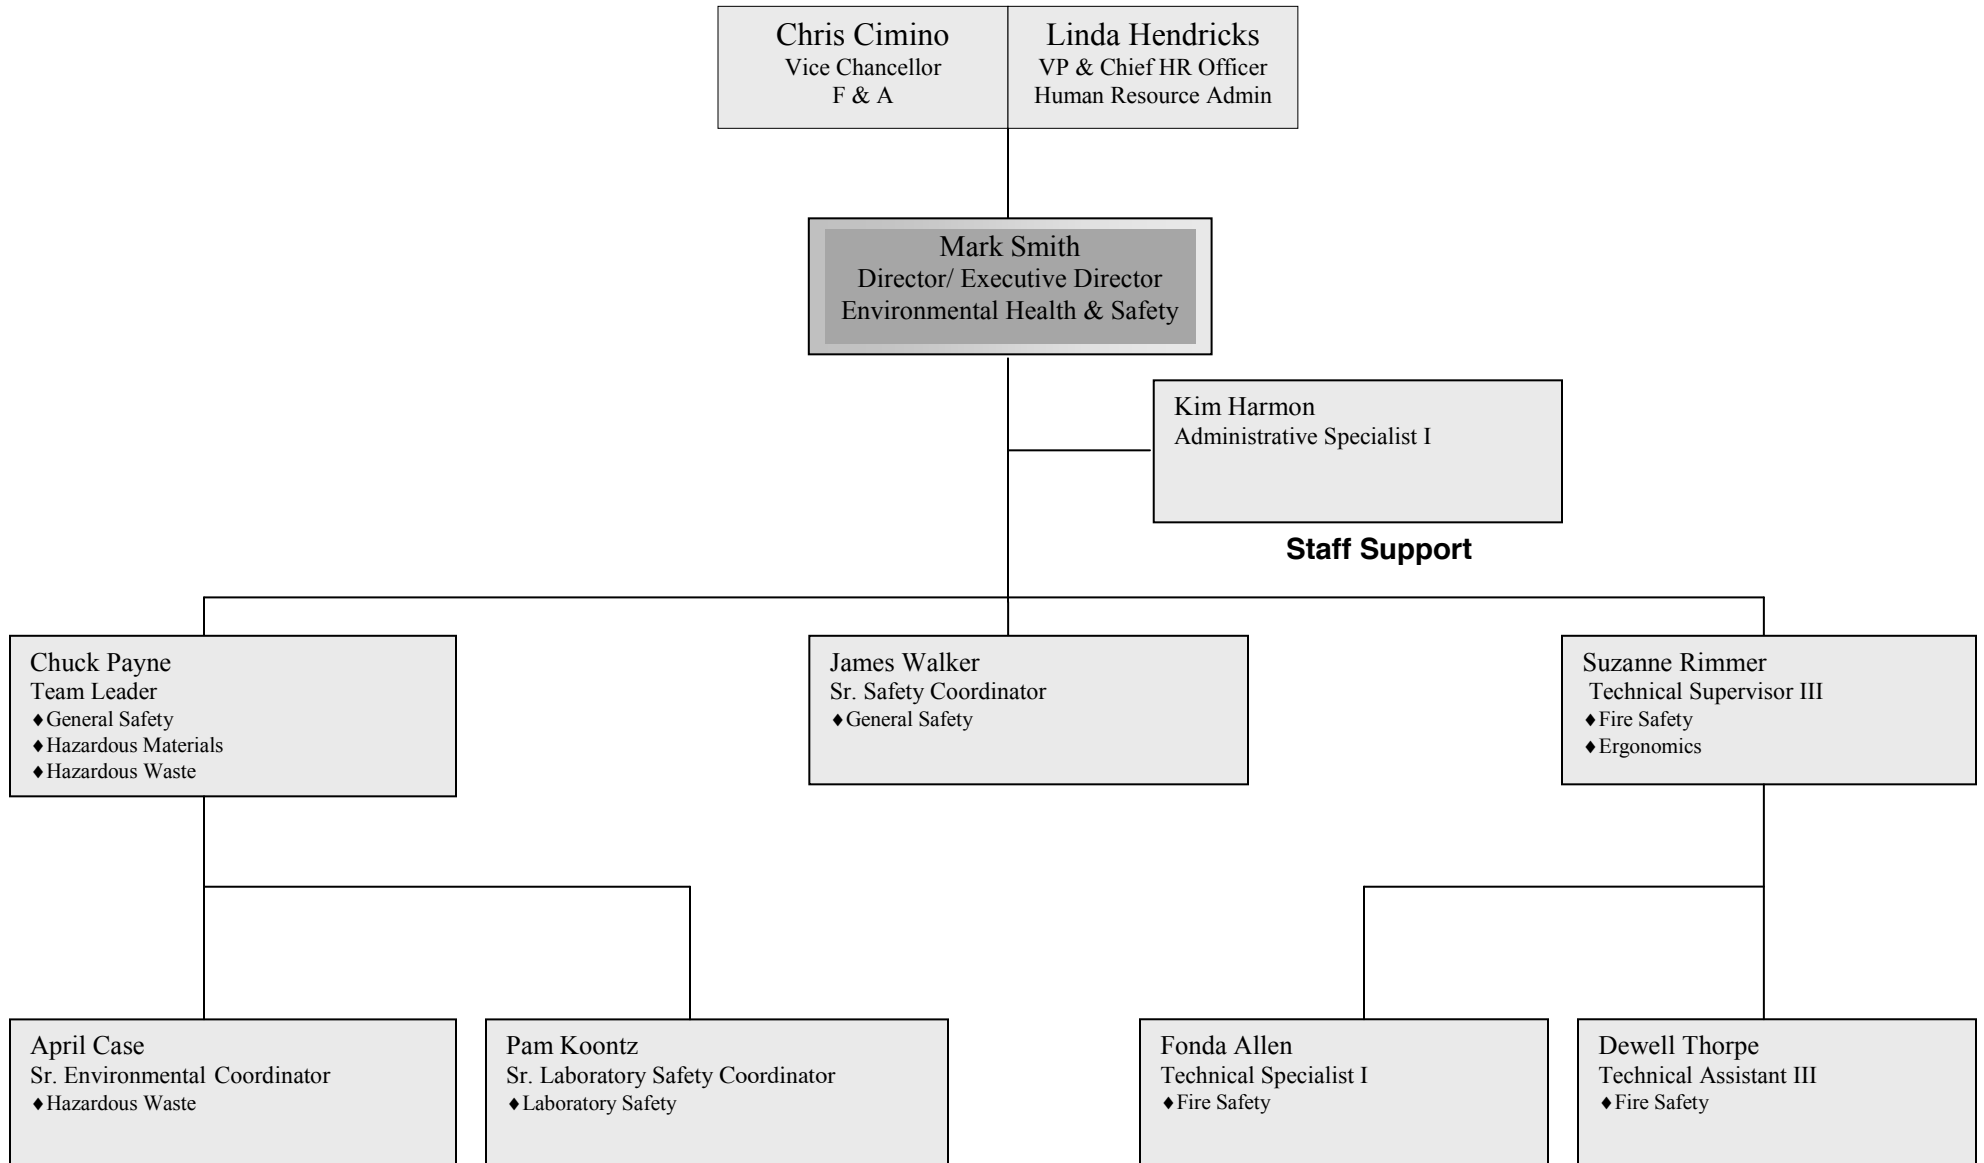 Chris Cimino
Vice Chancellor
F & A
Linda Hendricks
VP & Chief HR Officer
Human Resource Admin
Mark Smith
Director/ Executive Director
Environmental Health & Safety
Kim Harmon
Administrative Specialist I
Staff Support
Chuck Payne
Team Leader
♦General Safety
♦Hazardous Materials
♦Hazardous Waste
James Walker
Sr. Safety Coordinator
♦General Safety
Suzanne Rimmer
Technical Supervisor III
♦Fire Safety
♦Ergonomics
April Case
Sr. Environmental Coordinator
♦Hazardous Waste
Pam Koontz
Sr. Laboratory Safety Coordinator
♦Laboratory Safety
Fonda Allen
Technical Specialist I
♦Fire Safety
Dewell Thorpe
Technical Assistant III
♦Fire Safety